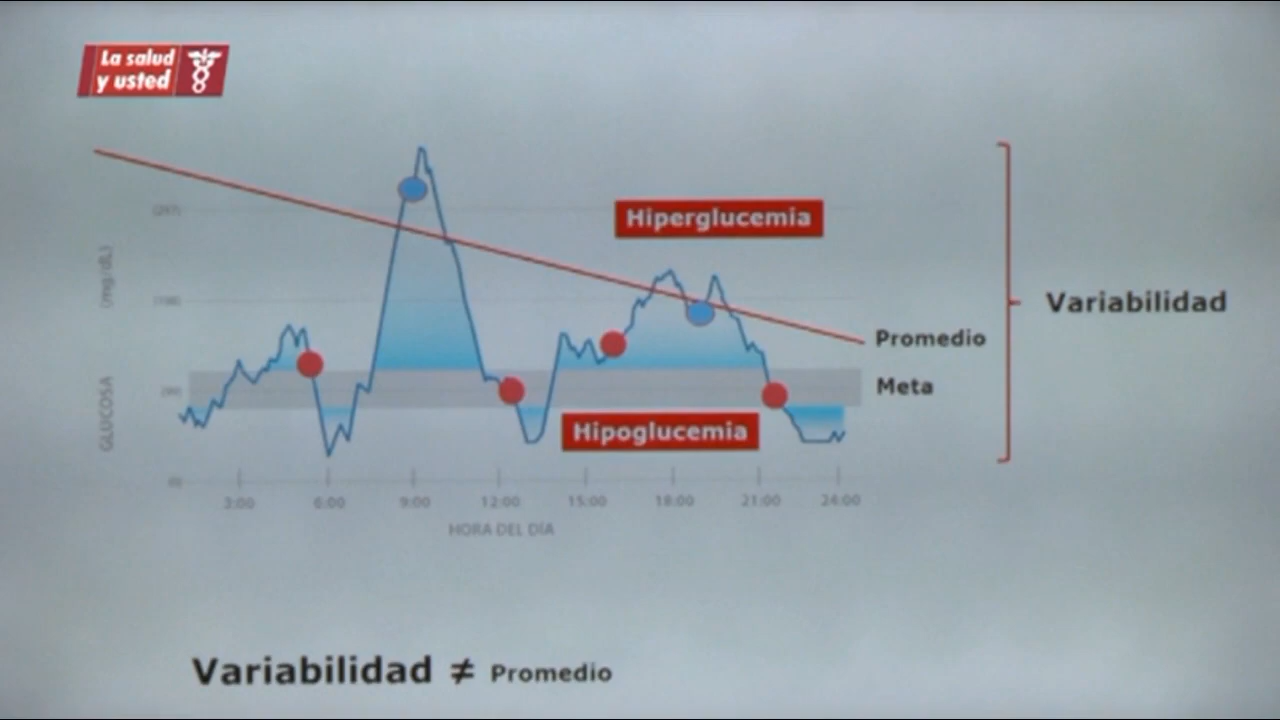 La salud
y usted
Hiperglucemia
(mg/dL)
Variabilidad
Promedio
Meta
GLUCOSA
Hipoglucemia
3:00 6:00 9:00 12:00 15:00 18:00 21:00 24:00
HORA DEL DÍA
Variabilidad ≠ Promedio